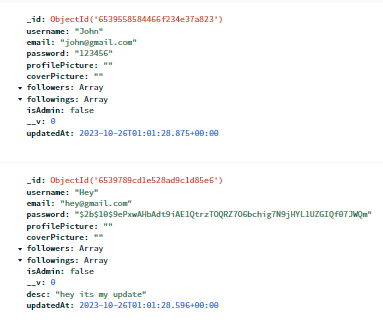 _id: ObjectId('6539558584466f234e37a823')
username: "John"
email: "john@gmail.com"
password: "123456"
profilePicture: ""
coverPicture: ""
followers: Array
followings: Array
isAdmin: false
__v: 0
updatedAt: 2023-10-26T01:01:28.875+00:00
_id: ObjectId('6539789cd1e528ad9c1d85e6')
username: "Hey"
email: "hey@gmail.com"
password: "$2b$10$9ePxwAHbAdt9iAElQtrzTOQRZ7O6bchig7N9jHYL1UZGIQf07JWQm"
profilePicture: ""
coverPicture: ""
followers: Array
followings: Array
isAdmin: false
__v: 0
desc: "hey its my update"
updatedAt: 2023-10-26T01:01:28.596+00:00